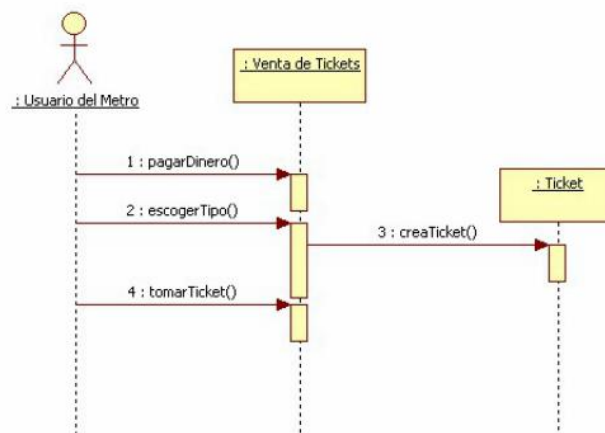 : Venta de Tickets
: Usuario del Metro
1 : pagarDinero()
: Ticket
2 : escogerTipo()
3 : creaTicket()
4 : tomarTicket()